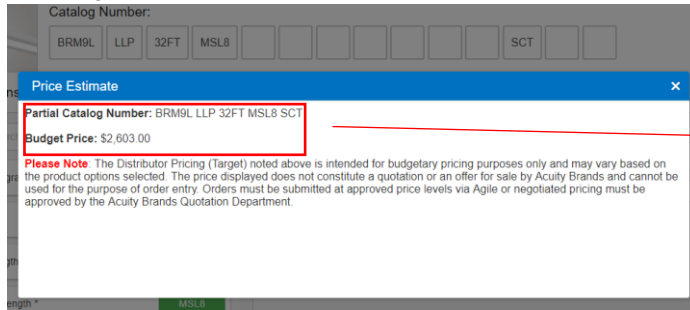 Catalog Number:
BRM9L LLP 32FT MSL8 SCT
Price Estimate ×
Partial Catalog Number: BRM9L LLP 32FT MSL8 SCT
Budget Price: $2,603.00
Please Note: The Distributor Pricing (Target) noted above is intended for budgetary pricing purposes only and may vary based on
the product options selected. The price displayed does not constitute a quotation or an offer for sale by Acuity Brands and cannot be
used for the purpose of order entry. Orders must be submitted at approved price levels via Agile or negotiated pricing must be
approved by the Acuity Brands Quotation Department.
MSL8